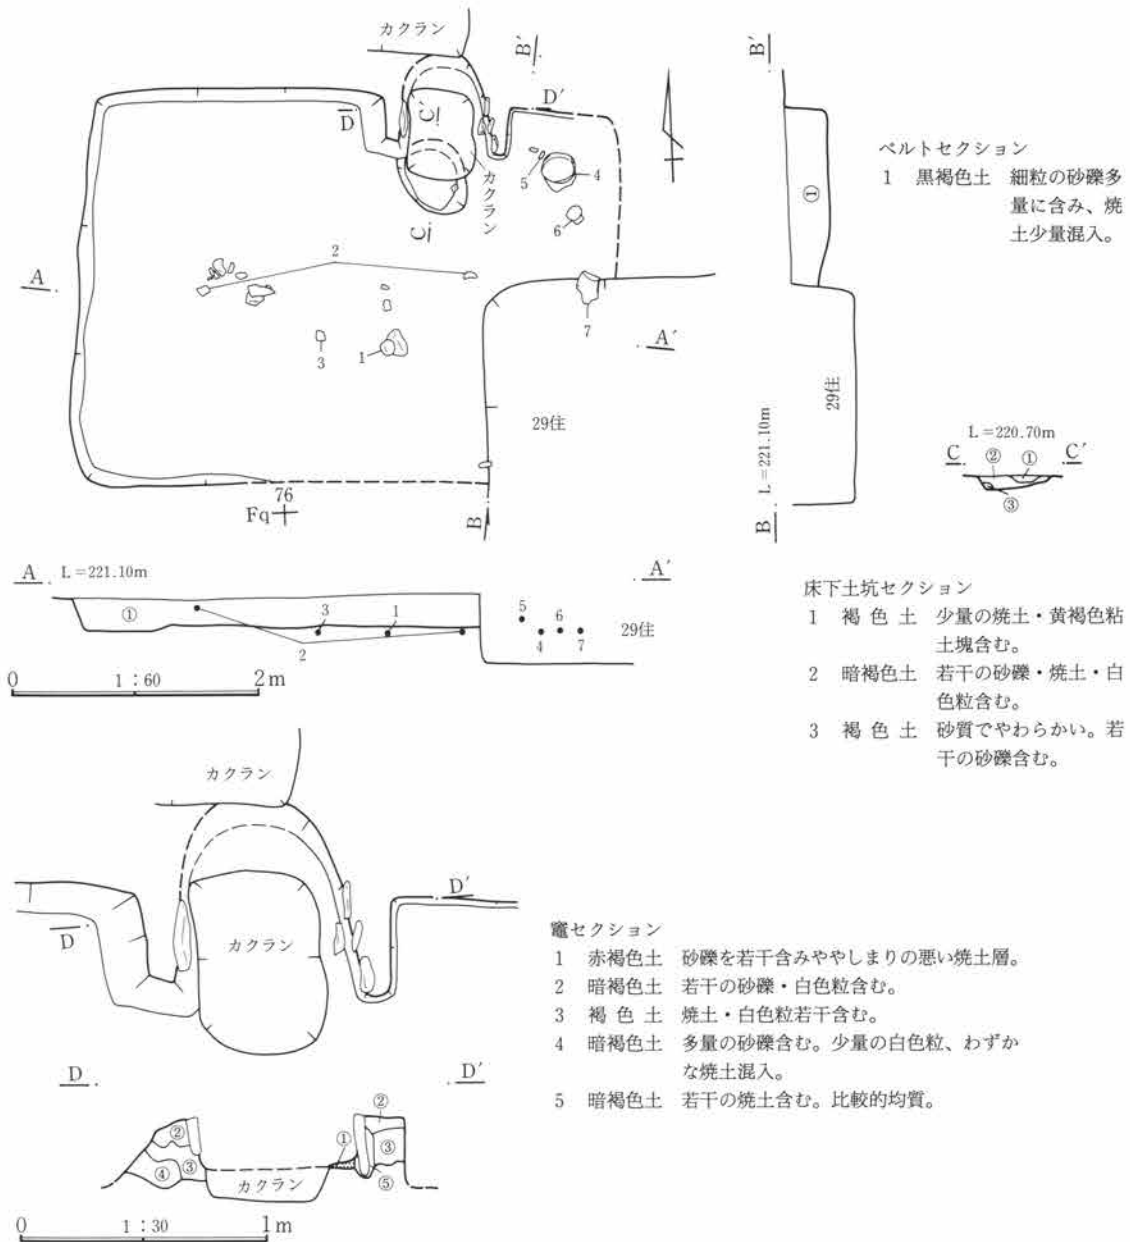 カクラン
B′
B′
D′
D
C′
カクラン
5
4
6
C
2
A
7
A′
3
1
29住
29住
L=221.10m
B
B
76
Fq
ベルトセクション
1 黒褐色土 細粒の砂礫多
量に含み、焼
土少量混入。
①
L=220.70m
C
②
①
C′
③
A L=221.10m
A′
①
3
1
2
5
6
4
7
29住
0 1:60 2m
床下土坑セクション
1 褐色土 少量の焼土・黄褐色粘
土塊含む。
2 暗褐色土 若干の砂礫・焼土・白
色粒含む。
3 褐色土 砂質でやわらかい。若
干の砂礫含む。
カクラン
D′
D
カクラン
竈セクション
1 赤褐色土 砂礫を若干含みややしまりの悪い焼土層。
2 暗褐色土 若干の砂礫・白色粒含む。
3 褐色土 焼土・白色粒若干含む。
4 暗褐色土 多量の砂礫含む。少量の白色粒、わずか
な焼土混入。
5 暗褐色土 若干の焼土含む。比較的均質。
D
D′
②
③
④
カクラン
①
②
③
⑤
0 1:30 1m